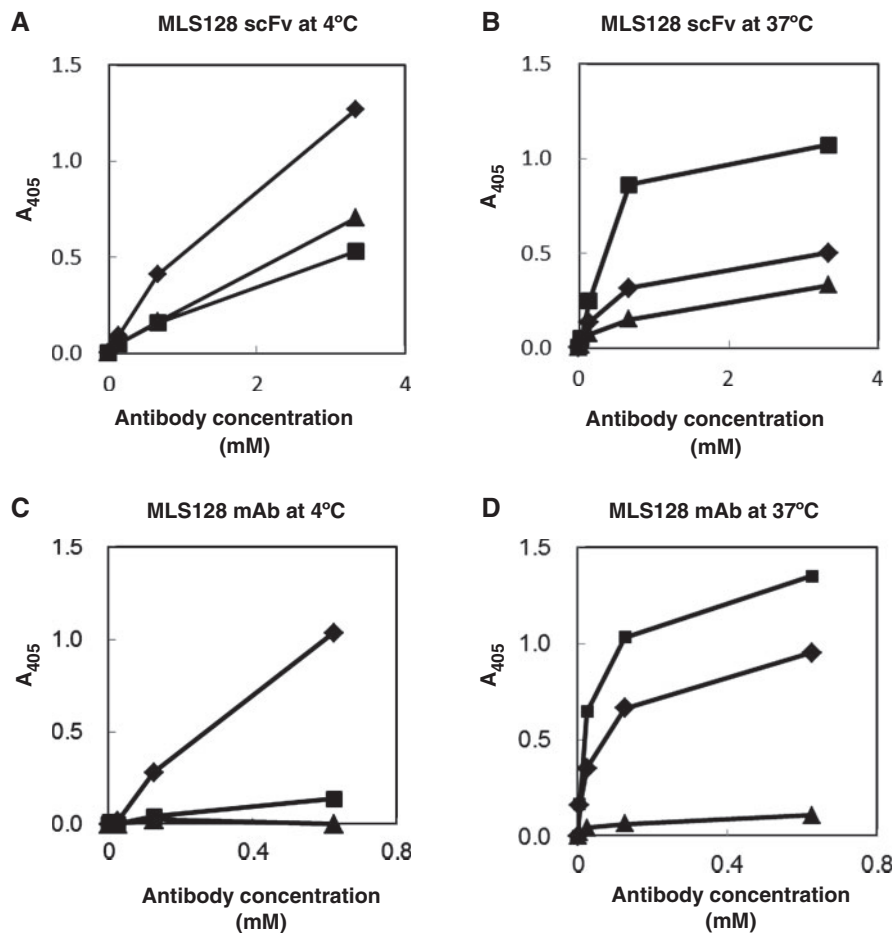 A MLS128 scFv at 4ºC
1.5
1.0
0.5
0.0
A405
0 2 4
Antibody concentration
(mM)
B MLS128 scFv at 37ºC
1.5
1.0
0.5
0.0
A405
0 2 4
Antibody concentration
(mM)
C MLS128 mAb at 4ºC
1.5
1.0
0.5
0.0
A405
0 0.4 0.8
Antibody concentration
(mM)
D MLS128 mAb at 37ºC
1.5
1.0
0.5
0.0
A405
0 0.4 0.8
Antibody concentration
(mM)